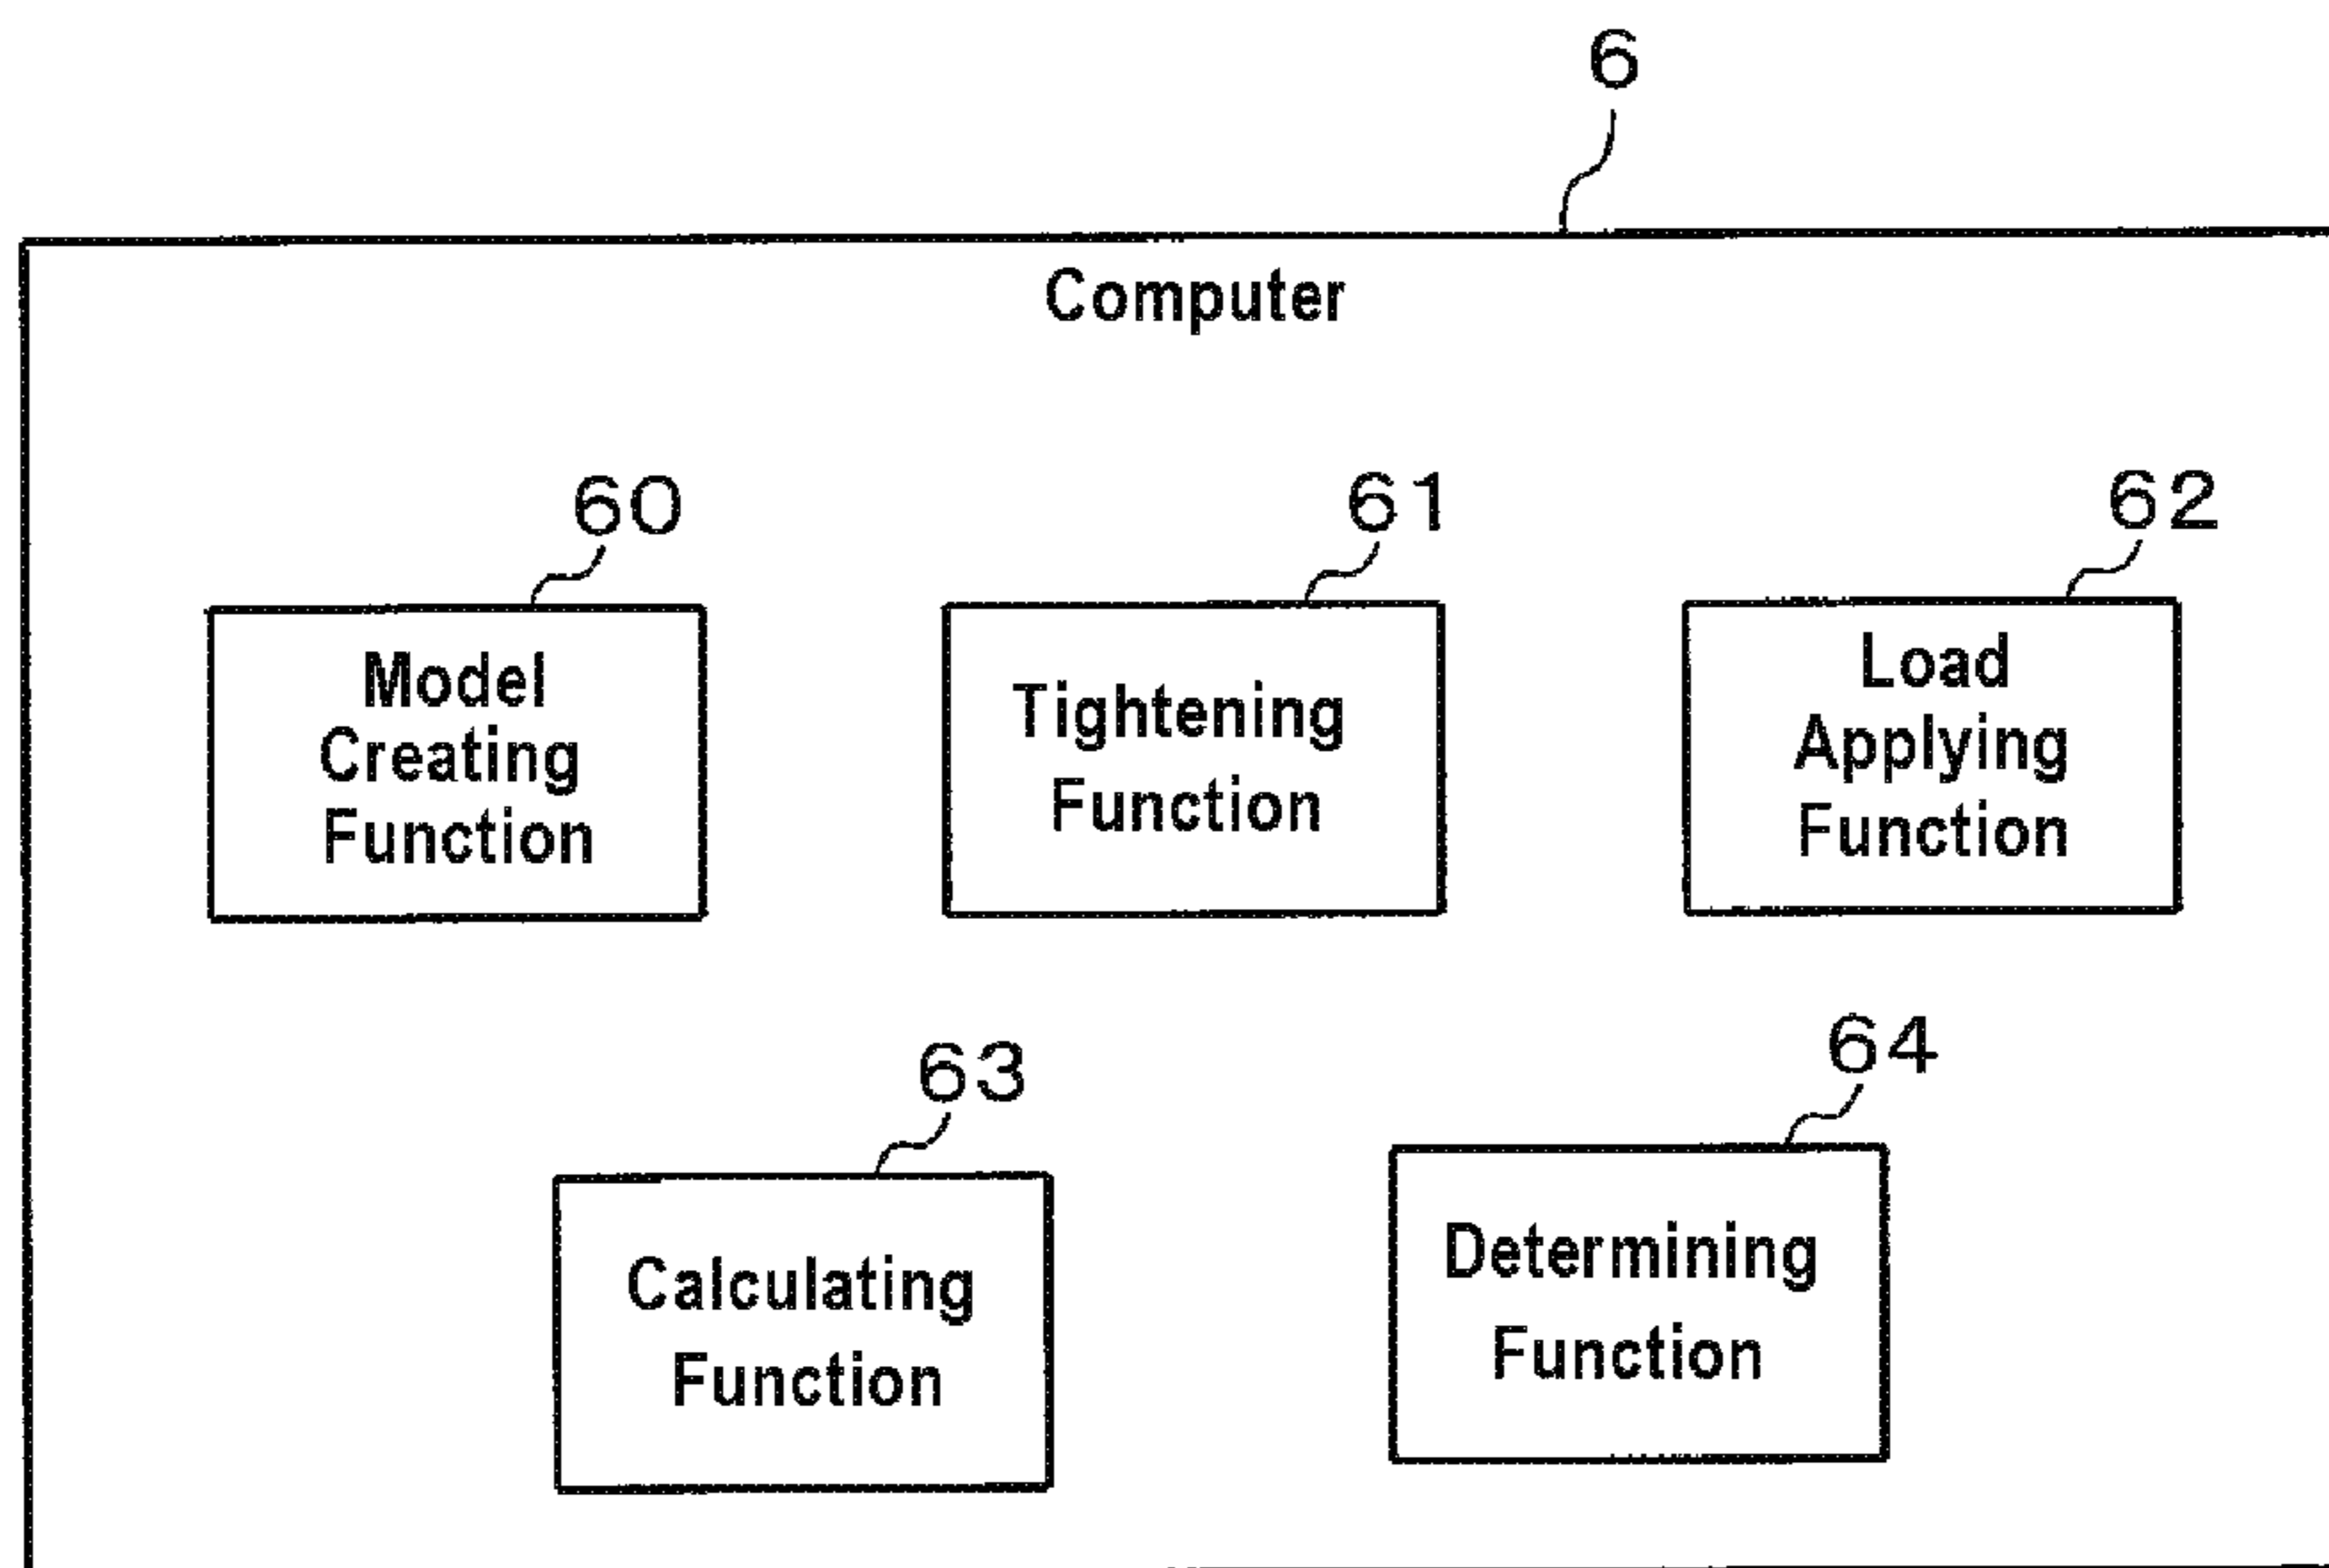 6
Computer
60
61
62
Model
Creating
Function
Tightening
Function
Load
Applying
Function
63
64
Calculating
Function
Determining
Function